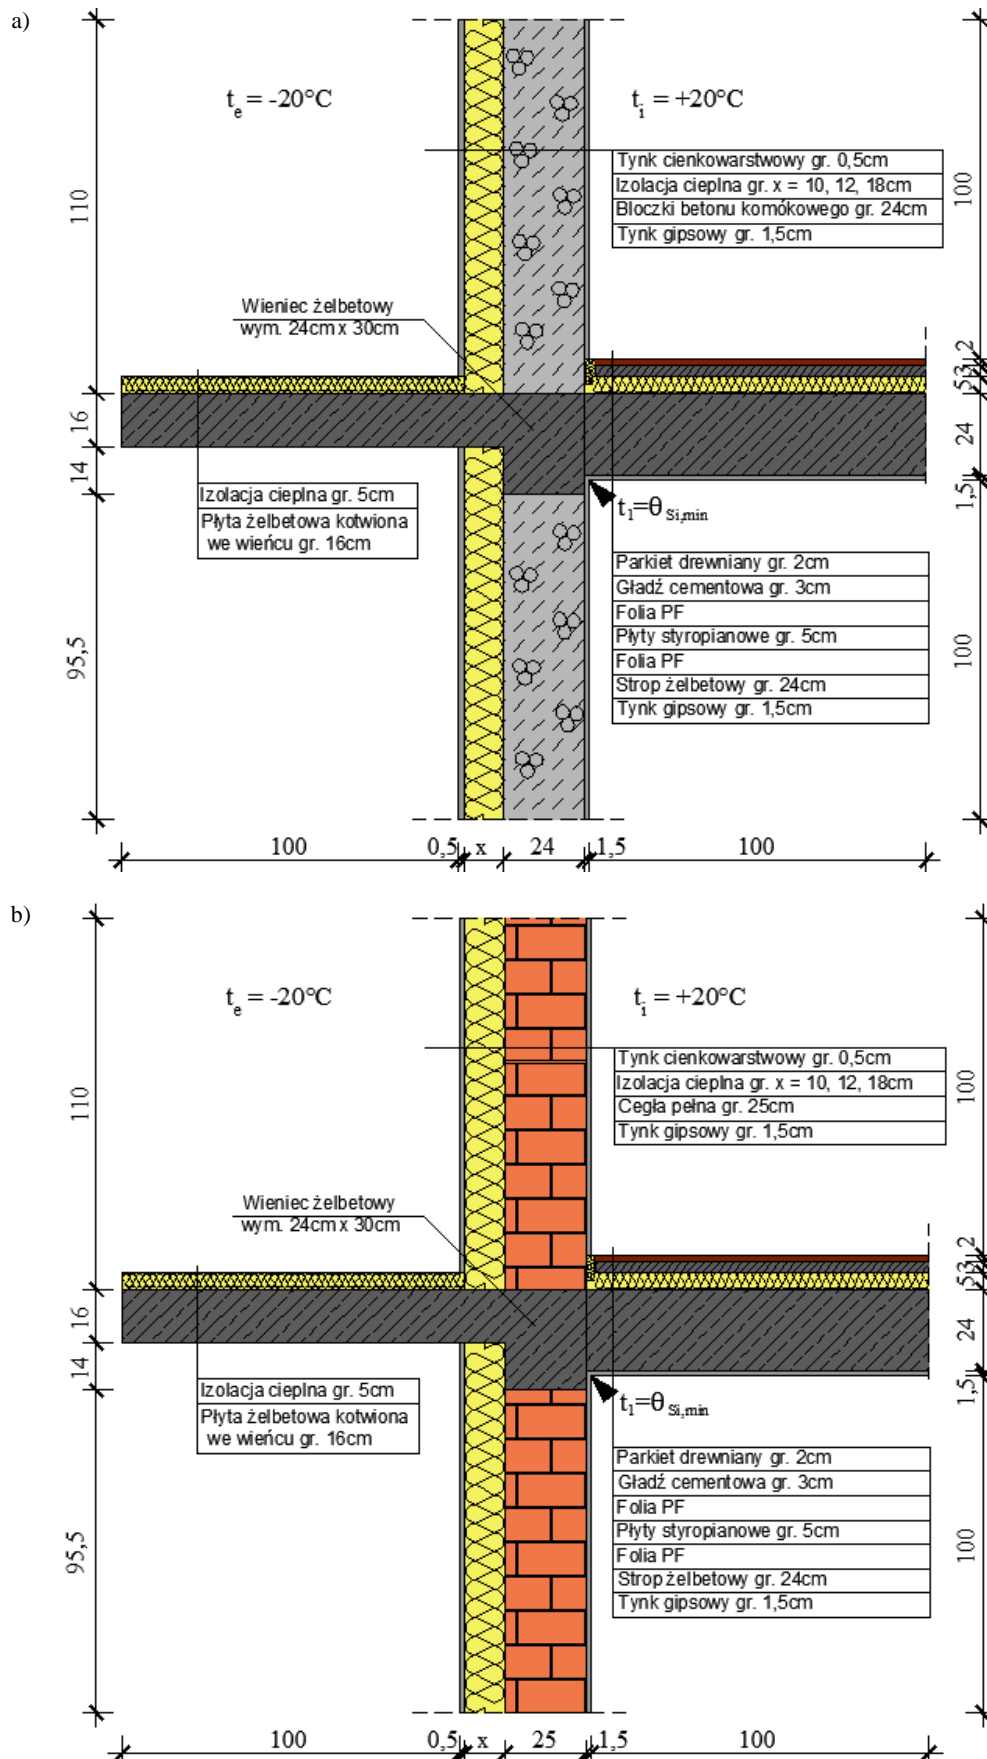 a)
t_e = -20°C
t_i = +20°C
Tynk cienkowarstwowy gr. 0,5cm
Izolacja cieplna gr. x = 10, 12, 18cm
Bloczki betonu komókowego gr. 24cm
Tynk gipsowy gr. 1,5cm
110
100
Wieniec żelbetowy
wym. 24cm x 30cm
2
3
5
16
24
14
1,5
Izolacja cieplna gr. 5cm
Płyta żelbetowa kotwiona
we wieńcu gr. 16cm
t₁=θ Si,min
Parkiet drewniany gr. 2cm
Gładź cementowa gr. 3cm
Folia PF
Płyty styropianowe gr. 5cm
Folia PF
Strop żelbetowy gr. 24cm
Tynk gipsowy gr. 1,5cm
95,5
100
100 0,5 x 24 1,5 100
b)
t_e = -20°C
t_i = +20°C
Tynk cienkowarstwowy gr. 0,5cm
Izolacja cieplna gr. x = 10, 12, 18cm
Cegła pełna gr. 25cm
Tynk gipsowy gr. 1,5cm
110
100
Wieniec żelbetowy
wym. 24cm x 30cm
2
3
5
16
24
14
1,5
Izolacja cieplna gr. 5cm
Płyta żelbetowa kotwiona
we wieńcu gr. 16cm
t₁=θ Si,min
Parkiet drewniany gr. 2cm
Gładź cementowa gr. 3cm
Folia PF
Płyty styropianowe gr. 5cm
Folia PF
Strop żelbetowy gr. 24cm
Tynk gipsowy gr. 1,5cm
95,5
100
100 0,5 x 25 1,5 100